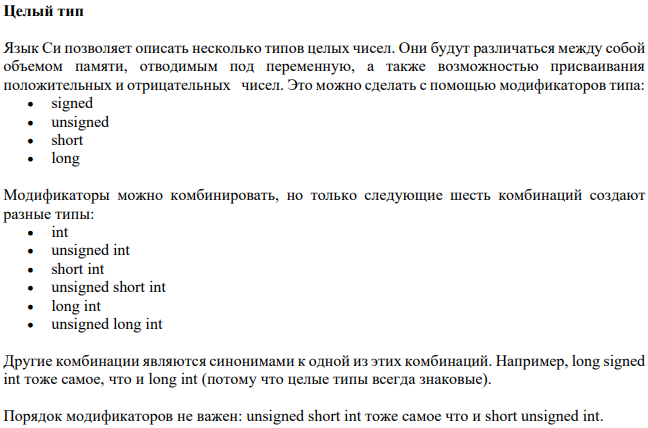 Целый тип
Язык Си позволяет описать несколько типов целых чисел. Они будут различаться между собой
объемом памяти, отводимым под переменную, а также возможностью присваивания
положительных и отрицательных чисел. Это можно сделать с помощью модификаторов типа:
• signed
• unsigned
• short
• long
Модификаторы можно комбинировать, но только следующие шесть комбинаций создают
разные типы:
• int
• unsigned int
• short int
• unsigned short int
• long int
• unsigned long int
Другие комбинации являются синонимами к одной из этих комбинаций. Например, long signed
int тоже самое, что и long int (потому что целые типы всегда знаковые).
Порядок модификаторов не важен: unsigned short int тоже самое что и short unsigned int.